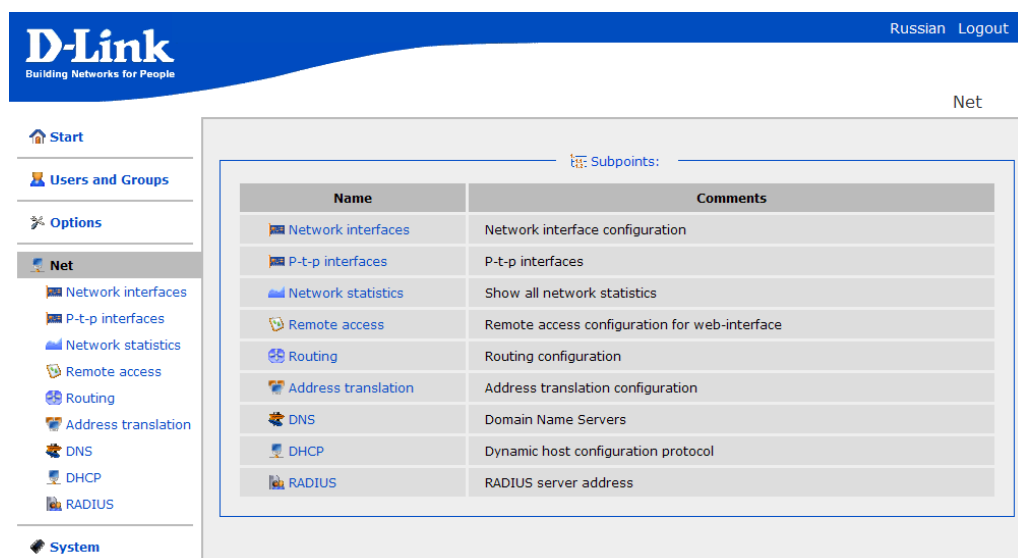 Russian Logout
D-Link
Building Networks for People
Net
Start
Users and Groups
Options
Net
Network interfaces
P-t-p interfaces
Network statistics
Remote access
Routing
Address translation
DNS
DHCP
RADIUS
System
Subpoints:
Name Comments
Network interfaces Network interface configuration
P-t-p interfaces P-t-p interfaces
Network statistics Show all network statistics
Remote access Remote access configuration for web-interface
Routing Routing configuration
Address translation Address translation configuration
DNS Domain Name Servers
DHCP Dynamic host configuration protocol
RADIUS RADIUS server address